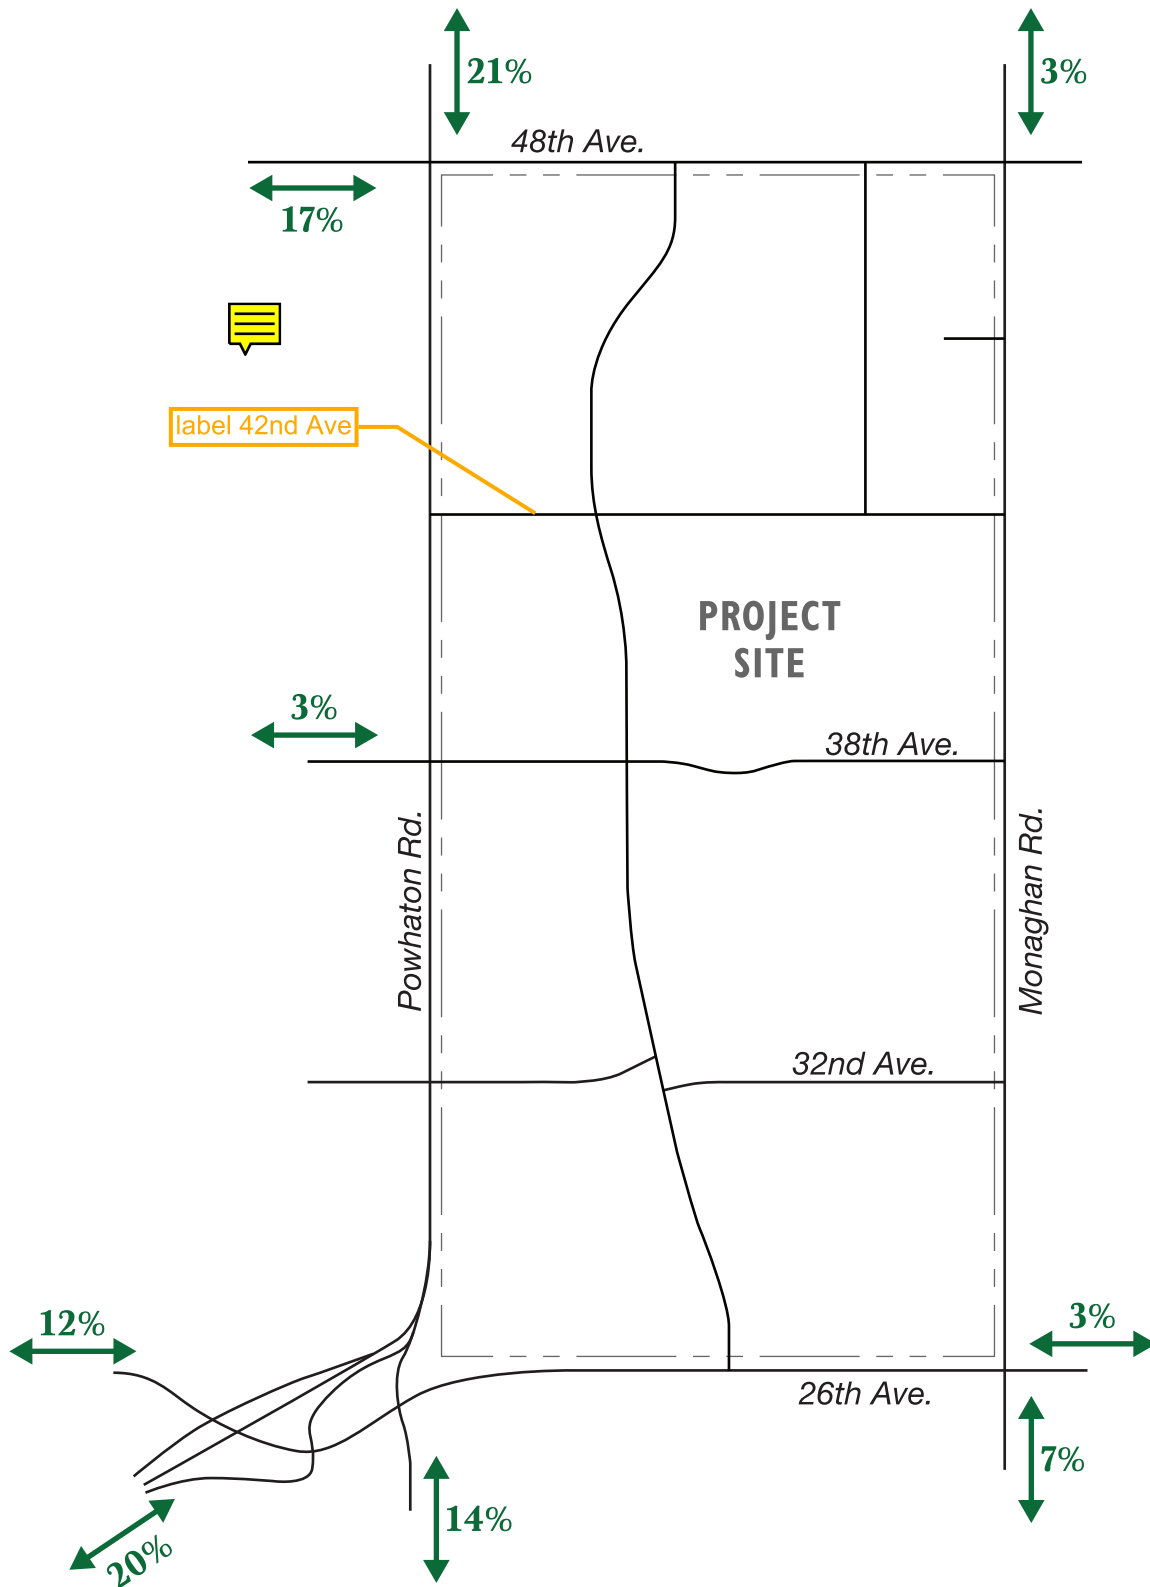 21%
3%
48th Ave.
17%
label 42nd Ave
PROJECT
SITE
3%
38th Ave.
Powhaton Rd.
Monaghan Rd.
32nd Ave.
12%
3%
26th Ave.
7%
14%
20%